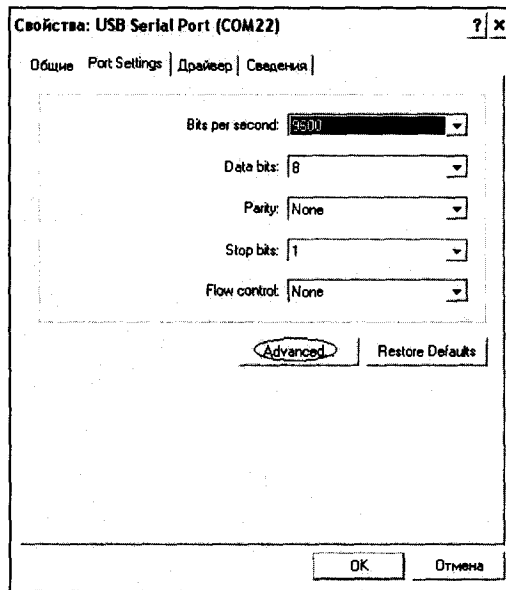 Свойства: USB Serial Port (COM22) ? ×
Общие Port Settings Драйвер Сведения
Bits per second: 9600
Data bits: 8
Parity: None
Stop bits: 1
Flow control: None
Advanced... Restore Defaults
OK Отмена